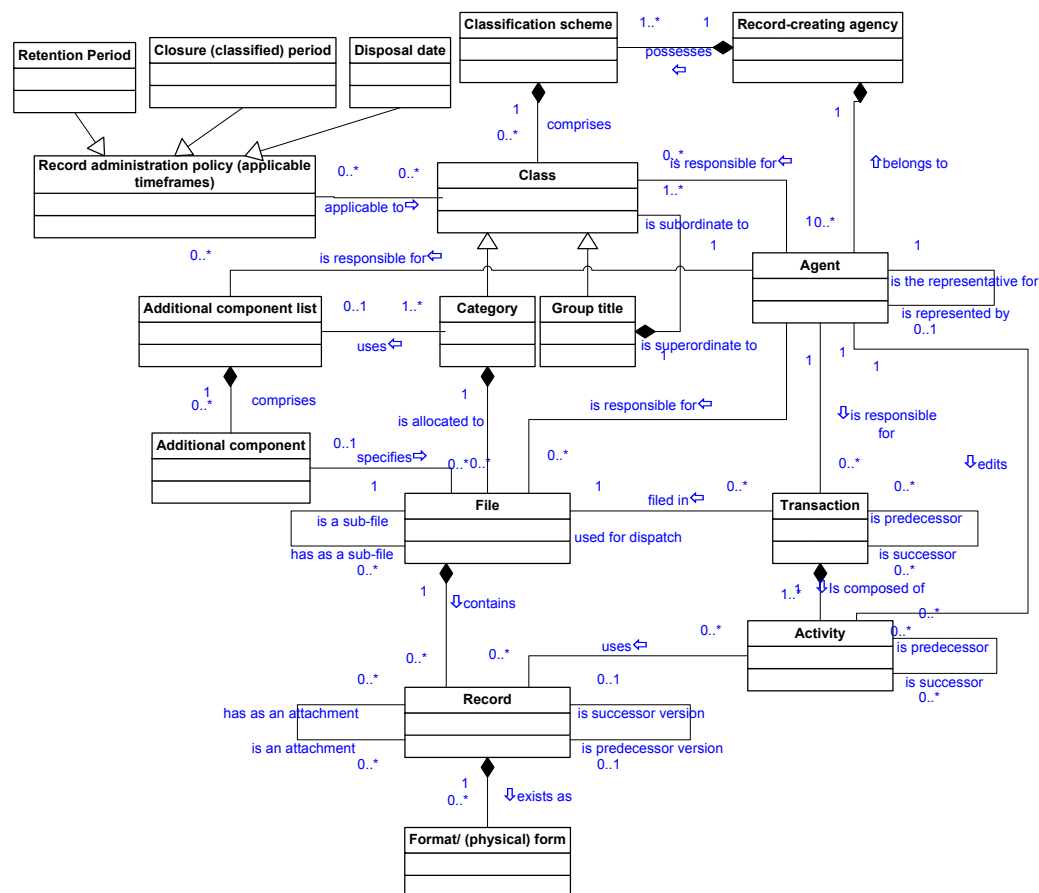 Classification scheme
1..*
1
Record-creating agency
possesses
Retention Period
Closure (classified) period
Disposal date
1
0..*
comprises
1
Record administration policy (applicable
timeframes)
0..*
0..*
applicable to
Class
0..*
is responsible for
1..*
is subordinate to
belongs to
0..*
is responsible for
1
10..*
1
Agent
is the representative for
is represented by
0..1
Additional component list
0..1
1..*
uses
Category
Group title
is superordinate to
1
1
0..*
comprises
1
is allocated to
is responsible for
1
1
1
is responsible
for
Additional component
0..1
specifies
0..*
0..*
0..*
0..*
edits
1
File
1
filed in
0..*
Transaction
0..*
is a sub-file
has as a sub-file
0..*
used for dispatch
is predecessor
is successor
0..*
1
contains
1
1..*
Is composed of
0..*
0..*
uses
0..*
Activity
0..*
is predecessor
is successor
0..*
0..*
0..*
Record
0..1
has as an attachment
is successor version
is an attachment
is predecessor version
0..*
0..1
1
0..*
exists as
Format/ (physical) form